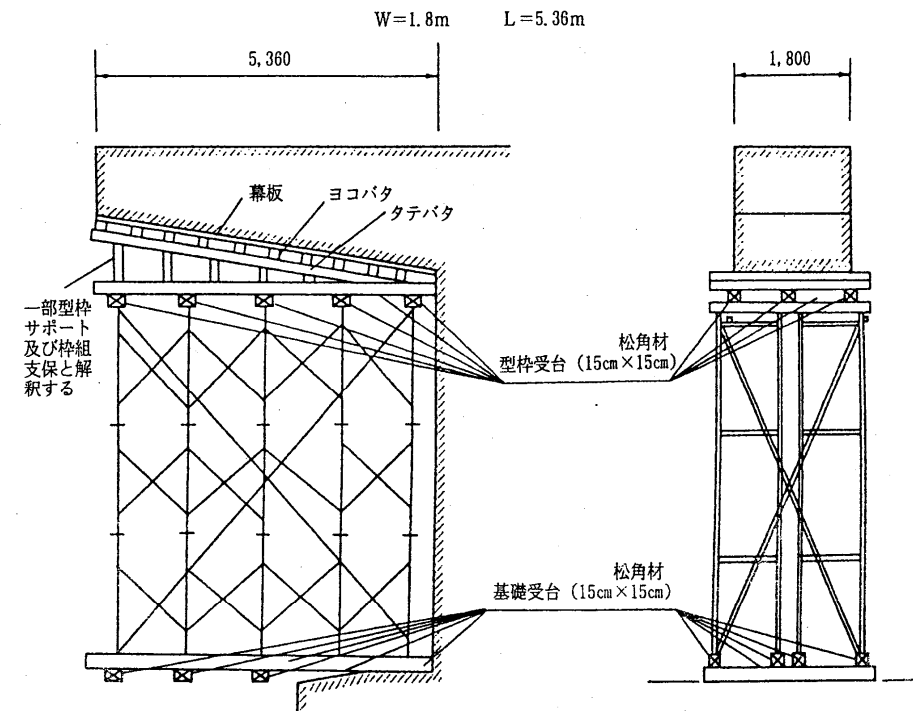 W=1.8m L=5.36m
5,360
1,800
幕板
ヨコバタ
タテバタ
一部型枠
サポート
及び枠組
支保と解
釈する
松角材
型枠受台（15cm×15cm）
松角材
基礎受台（15cm×15cm）